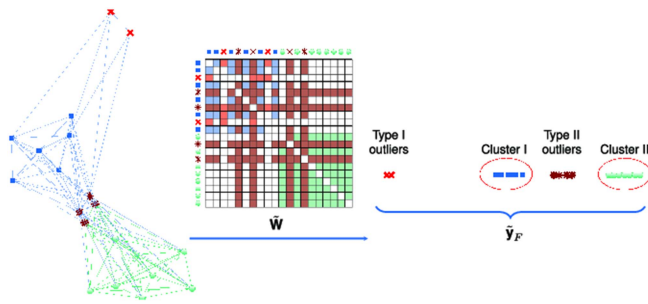 Type I
outliers
Cluster I
Type II
outliers
Cluster II
W̃
ỹ_F